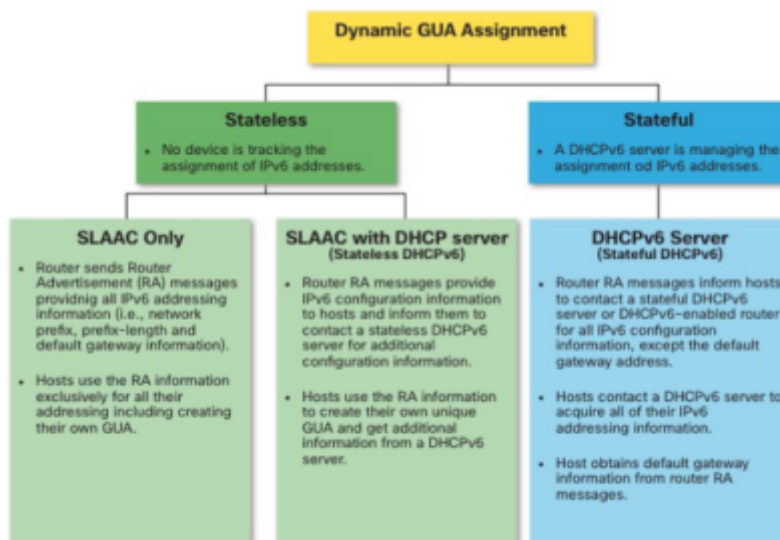 Dynamic GUA Assignment
Stateless
• No device is tracking the
assignment of IPv6 addresses.
Stateful
• A DHCPv6 server is managing the
assignment od IPv6 addresses.
SLAAC Only
• Router sends Router
Advertisement (RA) messages
providnig all IPv6 addressing
information (i.e., network
prefix, prefix-length and
default gateway information).
• Hosts use the RA information
exclusively for all their
addressing including creating
their own GUA.
SLAAC with DHCP server
(Stateless DHCPv6)
• Router RA messages provide
IPv6 configuration information
to hosts and inform them to
contact a stateless DHCPv6
server for additional
configuration information.
• Hosts use the RA information
to create their own unique
GUA and get additional
information from a DHCPv6
server.
DHCPv6 Server
(Stateful DHCPv6)
• Router RA messages inform hosts
to contact a stateful DHCPv6
server or DHCPv6-enabled router
for all IPv6 configuration
information, except the default
gateway address.
• Hosts contact a DHCPv6 server to
acquire all of their IPv6
addressing information.
• Host obtains default gateway
information from router RA
messages.